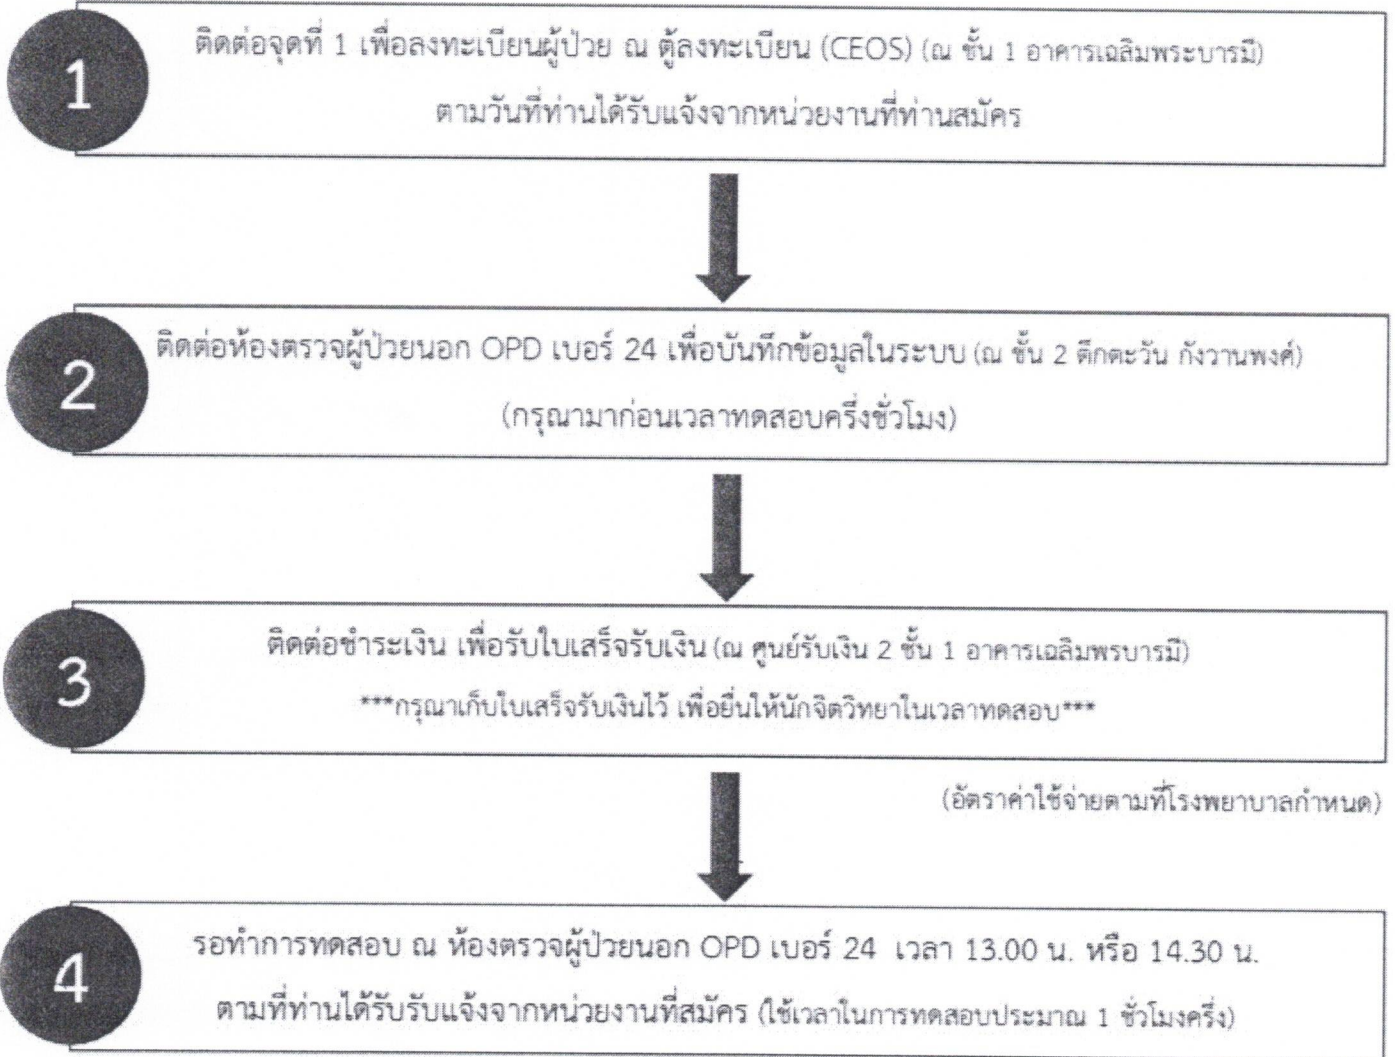 1
ติดต่อจุดที่ 1 เพื่อลงทะเบียนผู้ป่วย ณ ตู้ลงทะเบียน (CEOS) (ณ ชั้น 1 อาคารเฉลิมพระบารมี)
ตามวันที่ท่านได้รับแจ้งจากหน่วยงานที่ท่านสมัคร
2
ติดต่อห้องตรวจผู้ป่วยนอก OPD เบอร์ 24 เพื่อบันทึกข้อมูลในระบบ (ณ ชั้น 2 ตึกตะวัน กังวานพงศ์)
(กรุณามาก่อนเวลาทดสอบครึ่งชั่วโมง)
3
ติดต่อชำระเงิน เพื่อรับใบเสร็จรับเงิน (ณ ศูนย์รับเงิน 2 ชั้น 1 อาคารเฉลิมพรบารมี)
***กรุณาเก็บใบเสร็จรับเงินไว้ เพื่อยื่นให้นักจิตวิทยาในเวลาทดสอบ***
(อัตราค่าใช้จ่ายตามที่โรงพยาบาลกำหนด)
4
รอทำการทดสอบ ณ ห้องตรวจผู้ป่วยนอก OPD เบอร์ 24 เวลา 13.00 น. หรือ 14.30 น.
ตามที่ท่านได้รับรับแจ้งจากหน่วยงานที่สมัคร (ใช้เวลาในการทดสอบประมาณ 1 ชั่วโมงครึ่ง)